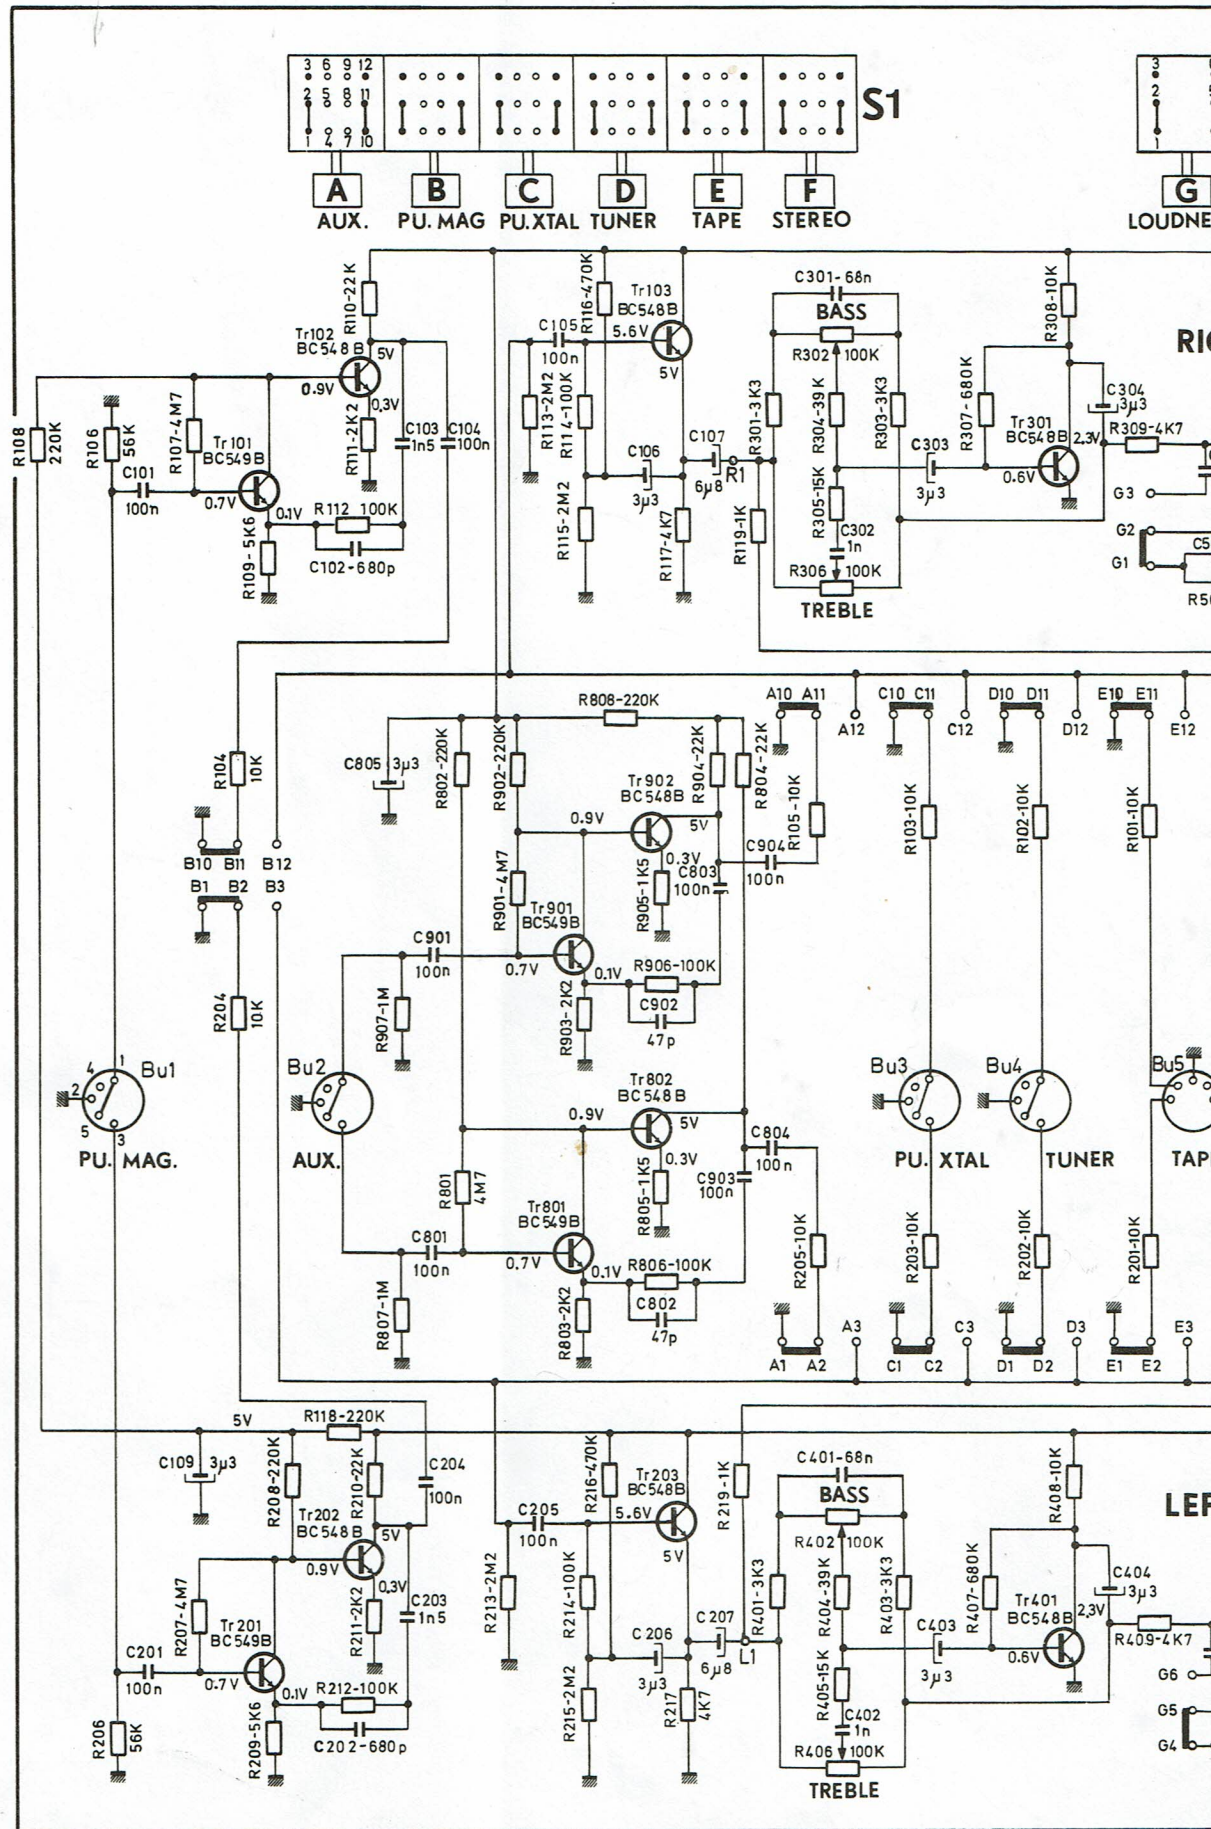 3 6 9 12
2 5 8 11
1 4 7 10
S1
3
2
1
A B C D E F G
AUX. PU. MAG PU.XTAL TUNER TAPE STEREO LOUDNE
R110-22K
R116-470K
Tr103
BC548B
C301-68n
BASS
R308-10K
Tr102
BC548B
5V
C105
100n
5.6V
R302 100K
RIG
0.9V
5V
R108
220K
R106
56K
R107-4M7
0,3V
R111-2K2
C103
1n5
C104
100n
R113-2M2
R114-100K
R301-3K3
R304-39K
R303-3K3
R307-680K
C304
3µ3
Tr101
BC549B
C106
3µ3
C107
6µ8
R1
C303
3µ3
Tr301
BC548B
2,3V
R309-4K7
C101
100n
0.7V
0.1V
R112 100K
0.6V
G3
R109-5K6
C102-680p
R115-2M2
R117-4K7
R119-1K
R305-15K
C302
1n
G2
C5
G1
R306 100K
R50
TREBLE
R808-220K
A10 A11
A12
C10 C11
C12
D10 D11
D12
E10 E11
E12
C805 3µ3
R802-220K
R902-220K
R904-22K
R804-22K
R104
10K
Tr902
BC548B
R105-10K
R103-10K
R102-10K
R101-10K
0.9V
5V
B10 B11 B12
0.3V
C904
100n
C803
100n
B1 B2 B3
R901-4M7
R905-1K5
Tr901
BC549B
C901
100n
0.7V
0.1V
R906-100K
C902
47p
R204
10K
R907-1M
R903-2K2
4 1
2
5 3
Bu1
Bu2
Tr802
BC548B
Bu3
Bu4
Bu5
0.9V
5V
PU. MAG.
AUX.
0.3V
C804
100n
C903
100n
PU. XTAL
TUNER
TAP
R801
4M7
R805-1K5
Tr801
BC549B
C801
100n
0.7V
0.1V
R806-100K
C802
47p
R205-10K
R203-10K
R202-10K
R201-10K
R807-1M
R803-2K2
A3
C3
D3
E3
A1 A2
C1 C2
D1 D2
E1 E2
5V
R118-220K
C109 3µ3
R208-220K
R210-22K
C204
100n
R216-470K
Tr203
BC548B
R219-1K
C401-68n
BASS
R408-10K
Tr202
BC548B
5V
C205
100n
5.6V
LEF
5V
R402 100K
0.9V
0,3V
R207-4M7
R211-2K2
C203
1n5
R213-2M2
R214-100K
R401-3K3
R404-39K
R403-3K3
R407-680K
C404
3µ3
Tr201
BC549B
C207
6µ8
L1
C403
3µ3
Tr401
BC548B
2,3V
R409-4K7
C201
100n
0.7V
0.1V
C206
3µ3
0.6V
G6
R212-100K
R215-2M2
R217
4K7
R405-15K
C402
1n
G5
R206
56K
R209-5K6
C202-680p
R406 100K
G4
TREBLE